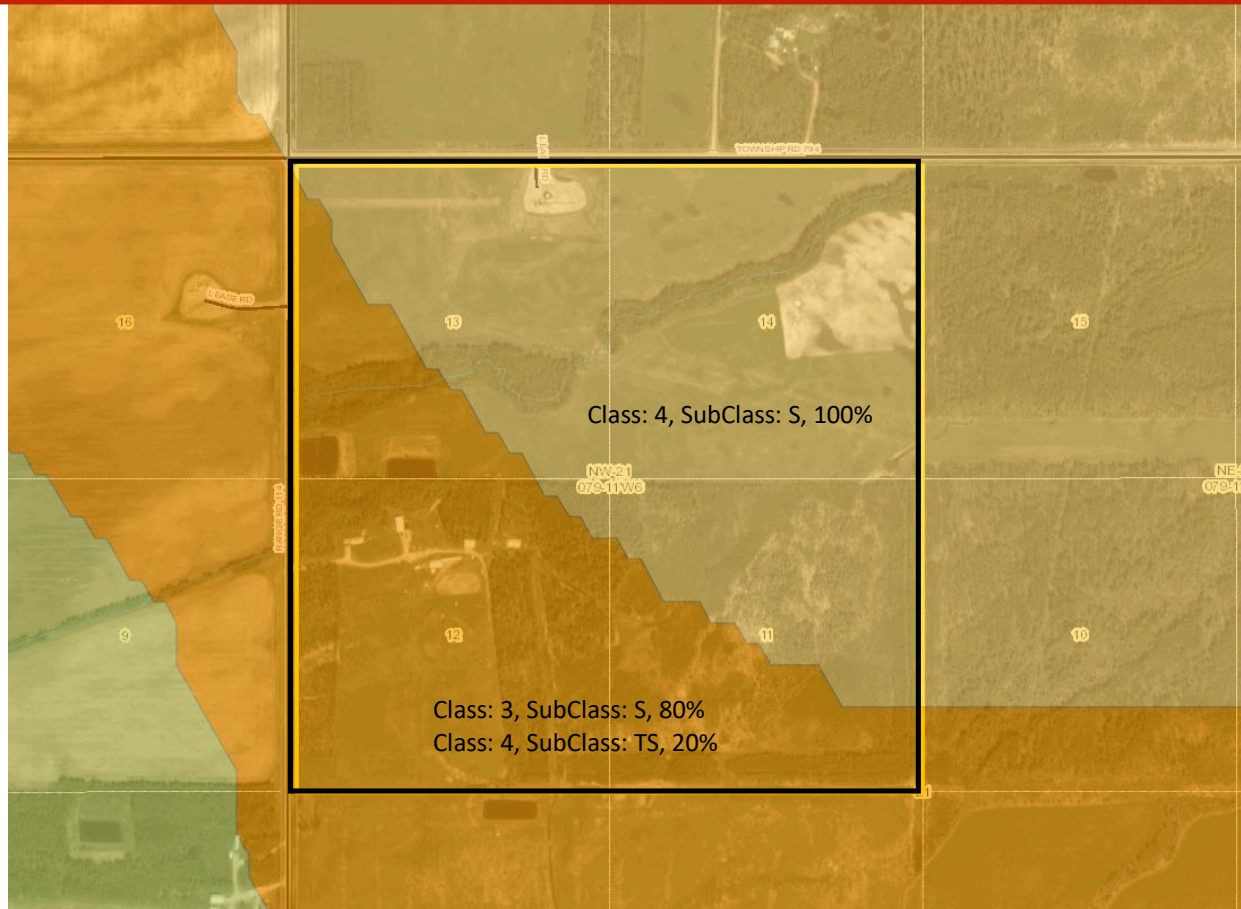 TOWNSHIP RD 794
LEASE RD
16
13
14
15
Class: 4, SubClass: S, 100%
NW-21
079-11W6
NE-
079-1
9
12
11
10
Class: 3, SubClass: S, 80%
Class: 4, SubClass: TS, 20%